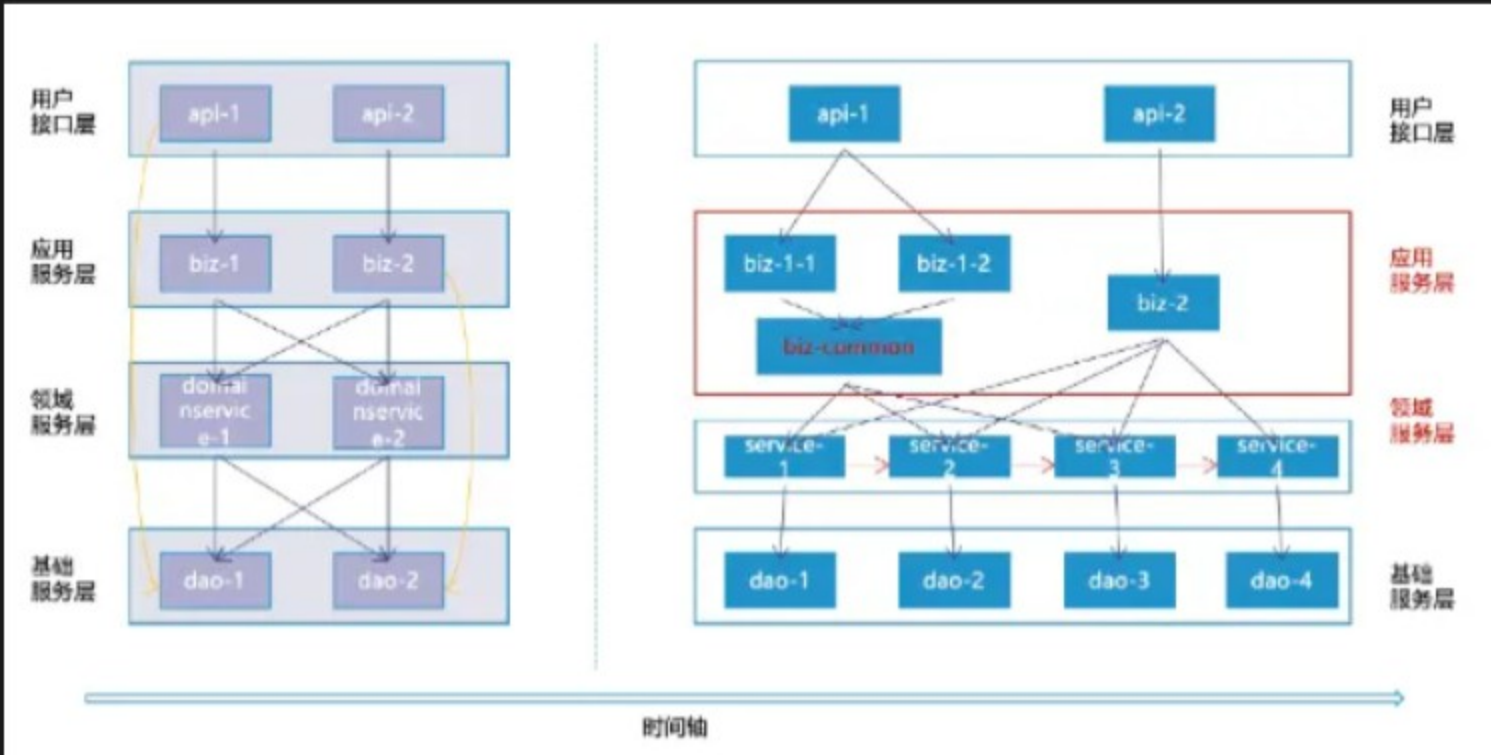 用户
接口层
api-1
api-2
应用
服务层
biz-1
biz-2
领域
服务层
domai
nservic
e-1
domai
nservic
e-2
基础
服务层
dao-1
dao-2
api-1
api-2
用户
接口层
biz-1-1
biz-1-2
biz-2
biz-common
应用
服务层
service-
1
service-
2
service-
3
service-
4
领域
服务层
dao-1
dao-2
dao-3
dao-4
基础
服务层
时间轴